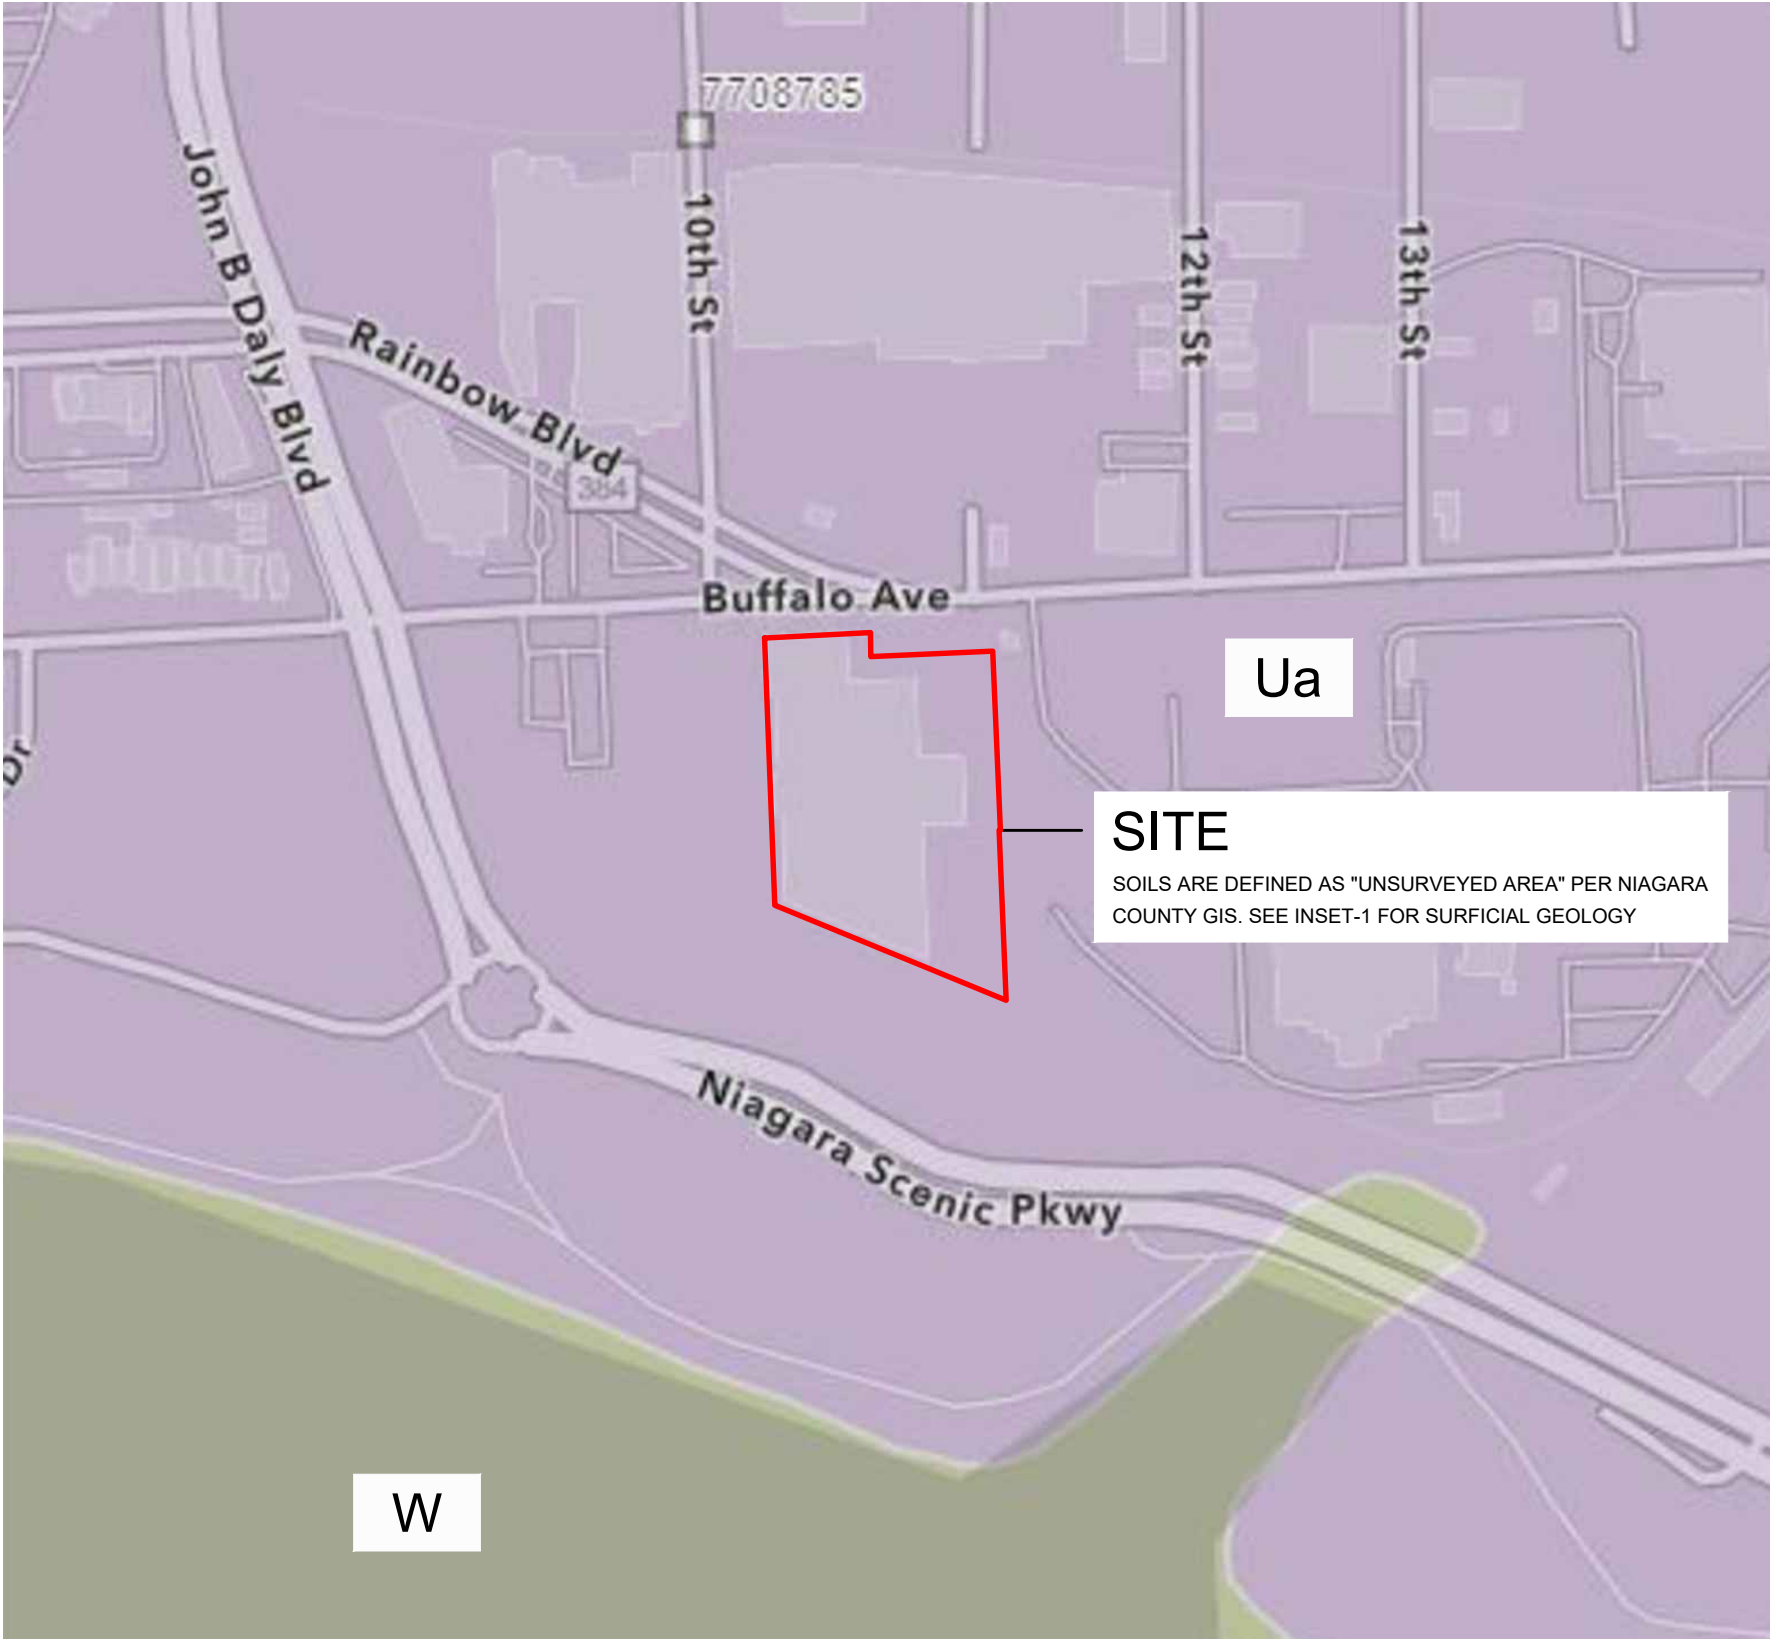 7708785
John B Daly Blvd
10th St
12th St
13th St
Rainbow Blvd
384
Buffalo Ave
Ua
Dr
SITE
SOILS ARE DEFINED AS "UNSURVEYED AREA" PER NIAGARA
COUNTY GIS. SEE INSET-1 FOR SURFICIAL GEOLOGY
Niagara Scenic Pkwy
W